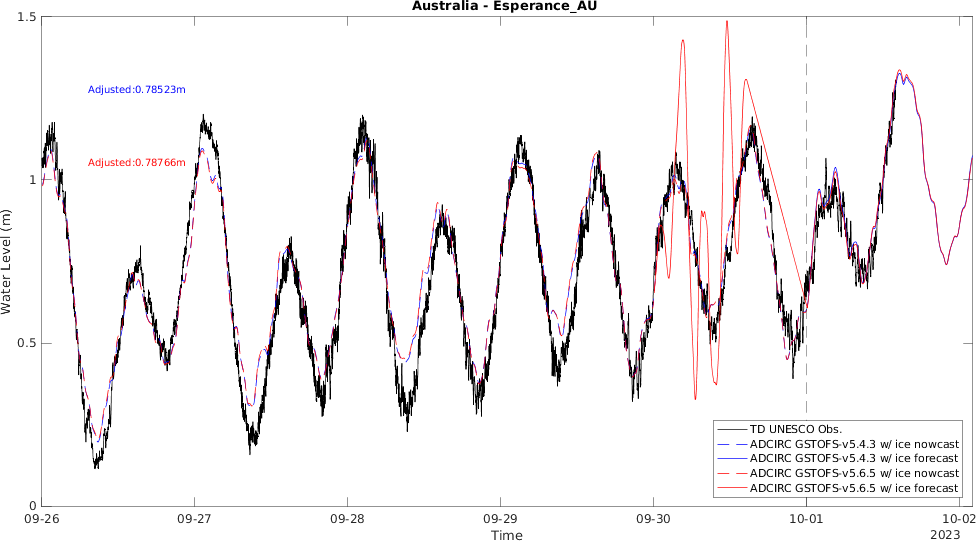 Australia - Esperance_AU
1.5
Adjusted:0.78523m
Adjusted:0.78766m
1
Water Level (m)
0.5
TD UNESCO Obs.
ADCIRC GSTOFS-v5.4.3 w/ ice nowcast
ADCIRC GSTOFS-v5.4.3 w/ ice forecast
ADCIRC GSTOFS-v5.6.5 w/ ice nowcast
ADCIRC GSTOFS-v5.6.5 w/ ice forecast
0
09-26 09-27 09-28 09-29 09-30 10-01 10-02
Time
2023